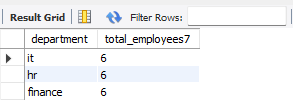 Result Grid Filter Rows:
department total_employees7
it 6
hr 6
finance 6